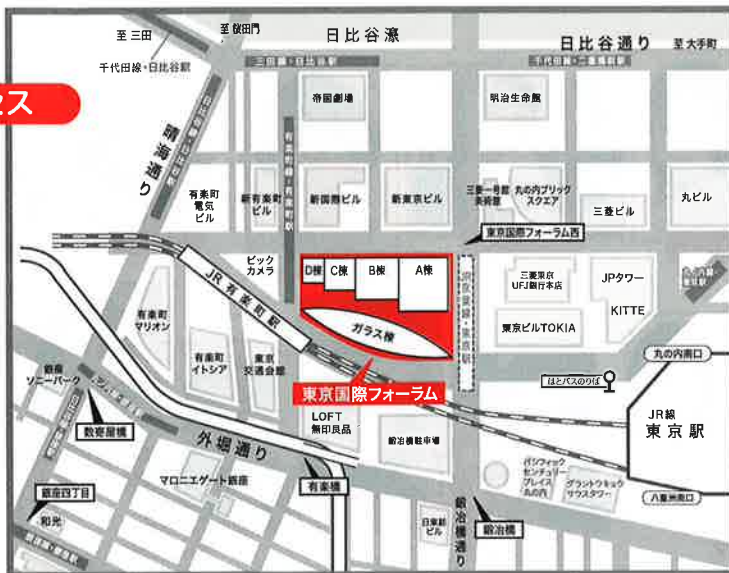 至 三田
至 桜田門
日比谷濠
日比谷通り
至 大手町
千代田線・日比谷駅
三田線・日比谷駅
千代田線・二重橋前駅
セス
帝国劇場
明治生命館
日比谷線・日比谷駅
晴海通り
有楽町線・有楽町駅
有楽町
電気
ビル
新有楽町
ビル
新国際ビル
新東京ビル
三菱一号館
美術館
丸の内ブリック
スクエア
三菱ビル
丸ビル
東京国際フォーラム西
ビック
カメラ
D棟
C棟
B棟
A棟
ガラス棟
JR有楽町駅
JR京葉線・東京駅
三菱東京
UFJ銀行本店
JPタワー
KITTE
丸ノ内線・
東京駅
東京ビルTOKIA
有楽町
マリオン
有楽町
イトシア
東京
交通会館
丸の内南口
はとバスのりば
銀座
ソニーパーク
東京国際フォーラム
JR線
東京駅
LOFT
無印良品
鍛冶橋駐車場
数寄屋橋
外堀通り
マロニエゲート銀座
有楽橋
パシフィック
センチュリー
プレイス
丸の内
グラントウキョウ
サウスタワー
八重洲南口
銀座四丁目
和光
鍛冶橋通り
鍛冶橋